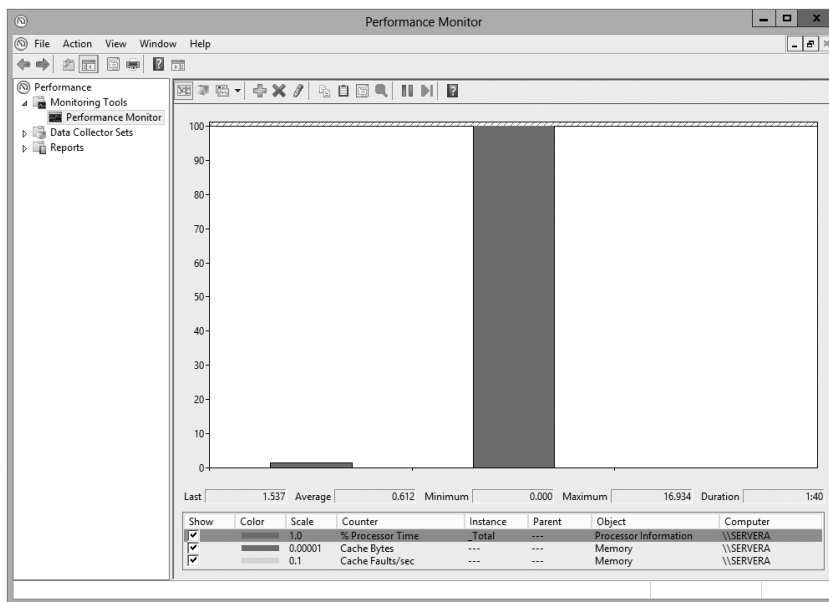 Performance Monitor
File Action View Window Help
Performance
Monitoring Tools
Performance Monitor
Data Collector Sets
Reports
100
90
80
70
60
50
40
30
20
10
0
Last 1.537 Average 0.612 Minimum 0.000 Maximum 16.934 Duration 1:40
Show Color Scale Counter Instance Parent Object Computer
1.0 % Processor Time _Total --- Processor Information \\SERVERA
0.00001 Cache Bytes --- --- Memory \\SERVERA
0.1 Cache Faults/sec --- --- Memory \\SERVERA